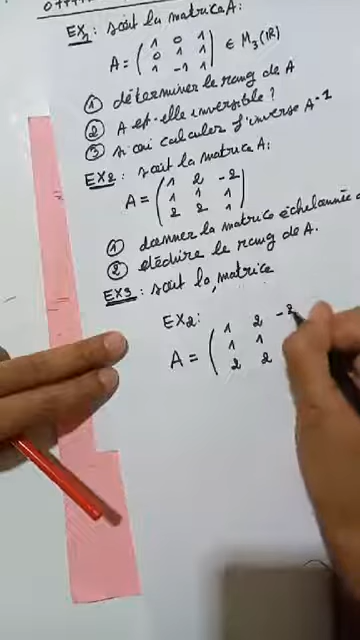 EX1: soit la matrice A:
A = ( 1 0 1
0 1 1
1 -1 1 ) ∈ M3(IR)
① déterminer le rang de A
② A est-elle inversible?
③ si oui calculer l'inverse A⁻¹
EX2: soit la matrice A:
A = ( 1 2 -2
1 1 1
2 2 1 )
① donner la matrice échelonnée
② déduire le rang de A.
EX3: soit la matrice
EX2:
A = ( 1 2 -2
1 1
2 2